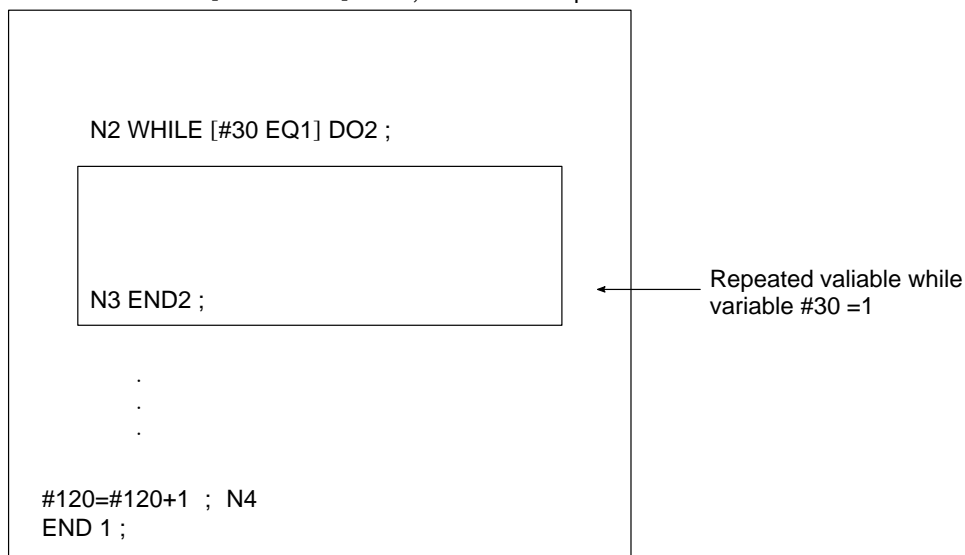 N2 WHILE [#30 EQ1] DO2 ;
N3 END2 ;
Repeated valiable while
variable #30 =1
.
.
.
#120=#120+1 ; N4
END 1 ;